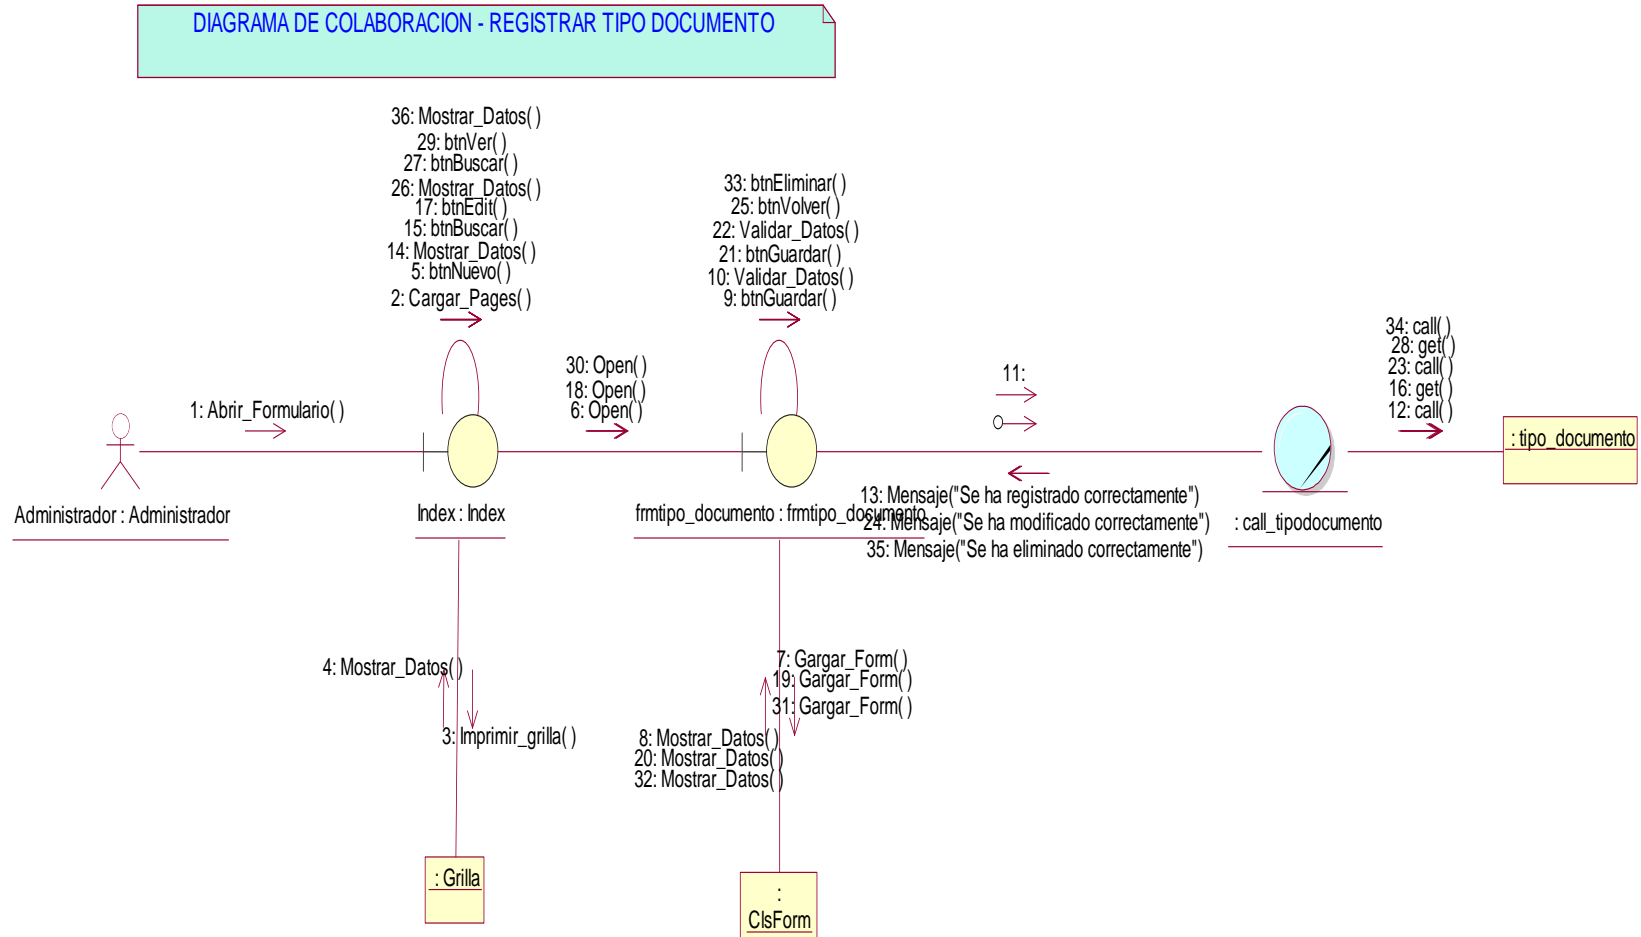 DIAGRAMA DE COLABORACION - REGISTRAR TIPO DOCUMENTO
36: Mostrar_Datos( )
29: btnVer( )
27: btnBuscar( )
26: Mostrar_Datos( )
17: btnEdit( )
15: btnBuscar( )
14: Mostrar_Datos( )
5: btnNuevo( )
2: Cargar_Pages( )
33: btnEliminar( )
25: btnVolver( )
22: Validar_Datos( )
21: btnGuardar( )
10: Validar_Datos( )
9: btnGuardar( )
30: Open( )
18: Open( )
6: Open( )
11:
34: call( )
28: get( )
23: call( )
16: get( )
12: call( )
1: Abrir_Formulario( )
: tipo_documento
Administrador : Administrador
Index : Index
frmtipo_documento : frmtipo_documento
13: Mensaje("Se ha registrado correctamente")
24: Mensaje("Se ha modificado correctamente")
35: Mensaje("Se ha eliminado correctamente")
: call_tipodocumento
4: Mostrar_Datos( )
3: Imprimir_grilla( )
7: Gargar_Form( )
19: Gargar_Form( )
31: Gargar_Form( )
8: Mostrar_Datos( )
20: Mostrar_Datos( )
32: Mostrar_Datos( )
: Grilla
:
ClsForm